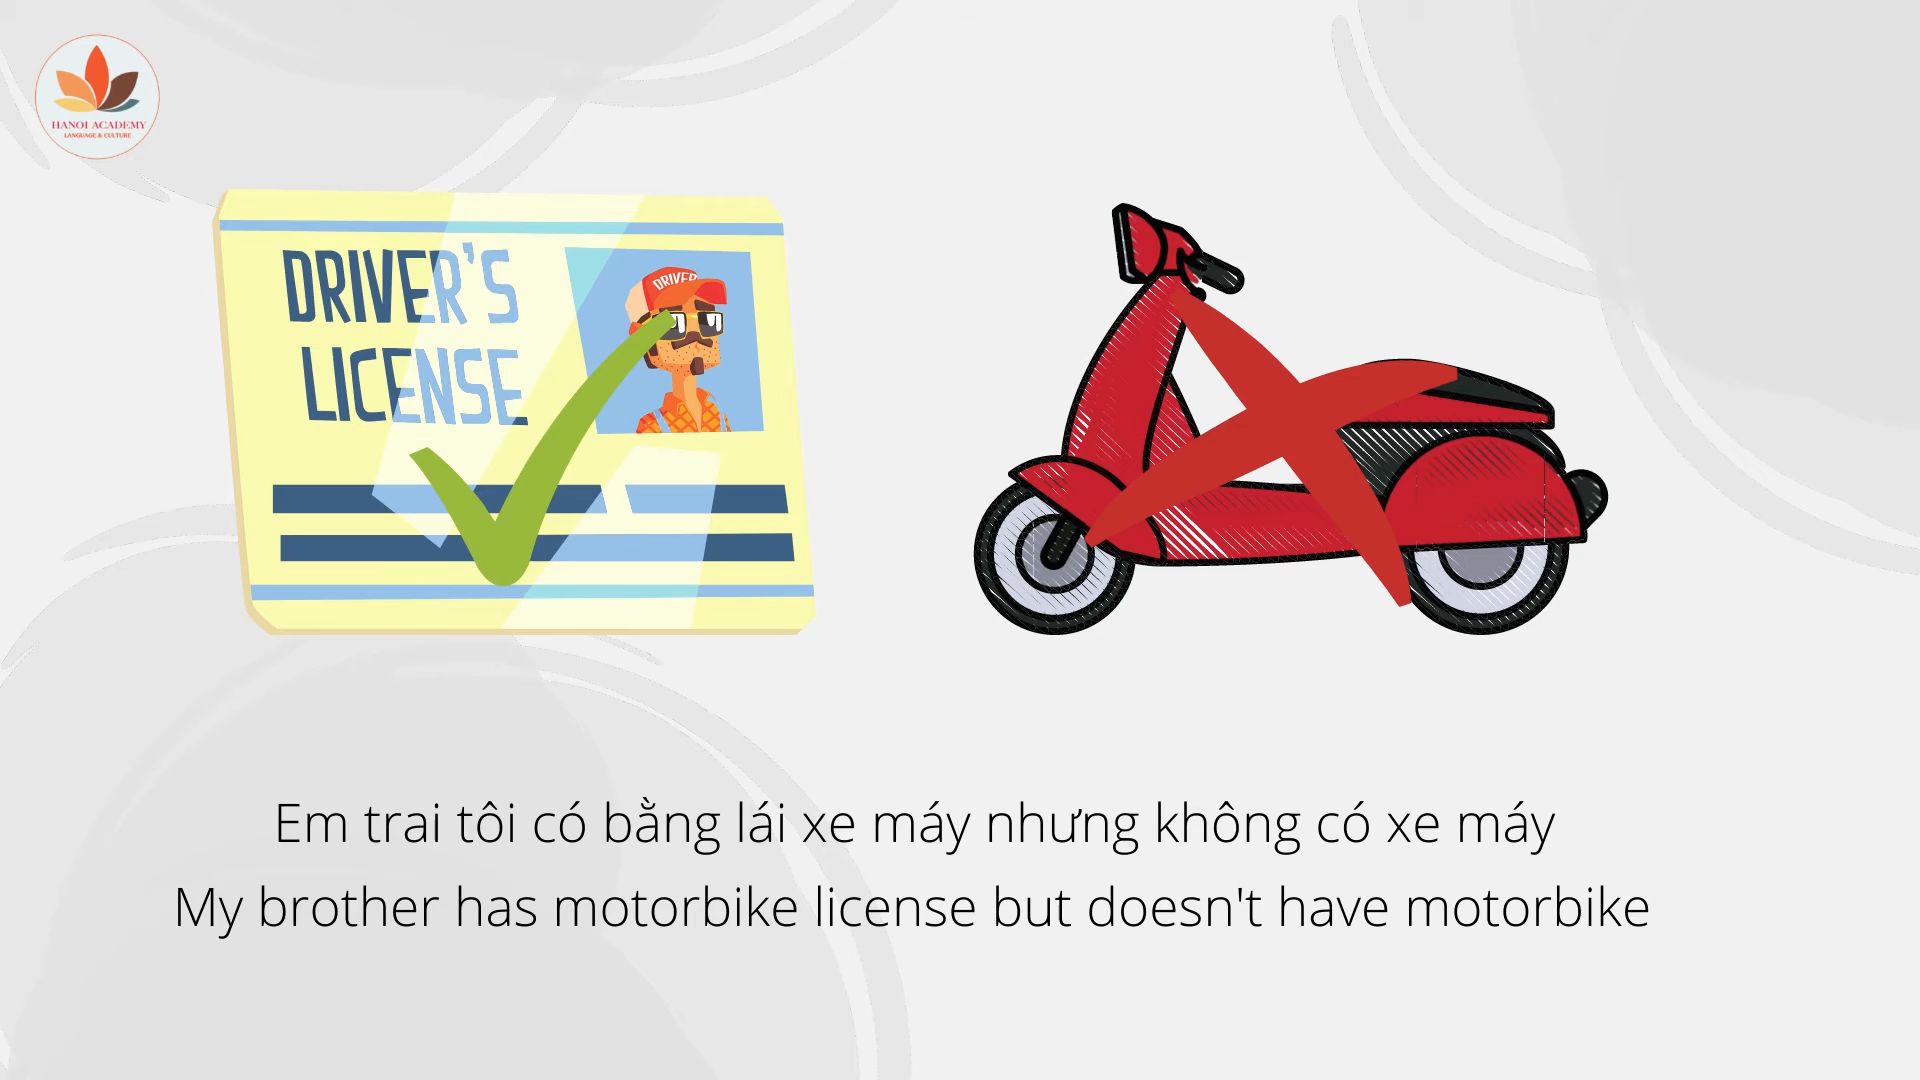 HANOI ACADEMY
LANGUAGE & CULTURE
DRIVER'S
LICENSE
DRIVER
Em trai tôi có bằng lái xe máy nhưng không có xe máy
My brother has motorbike license but doesn't have motorbike